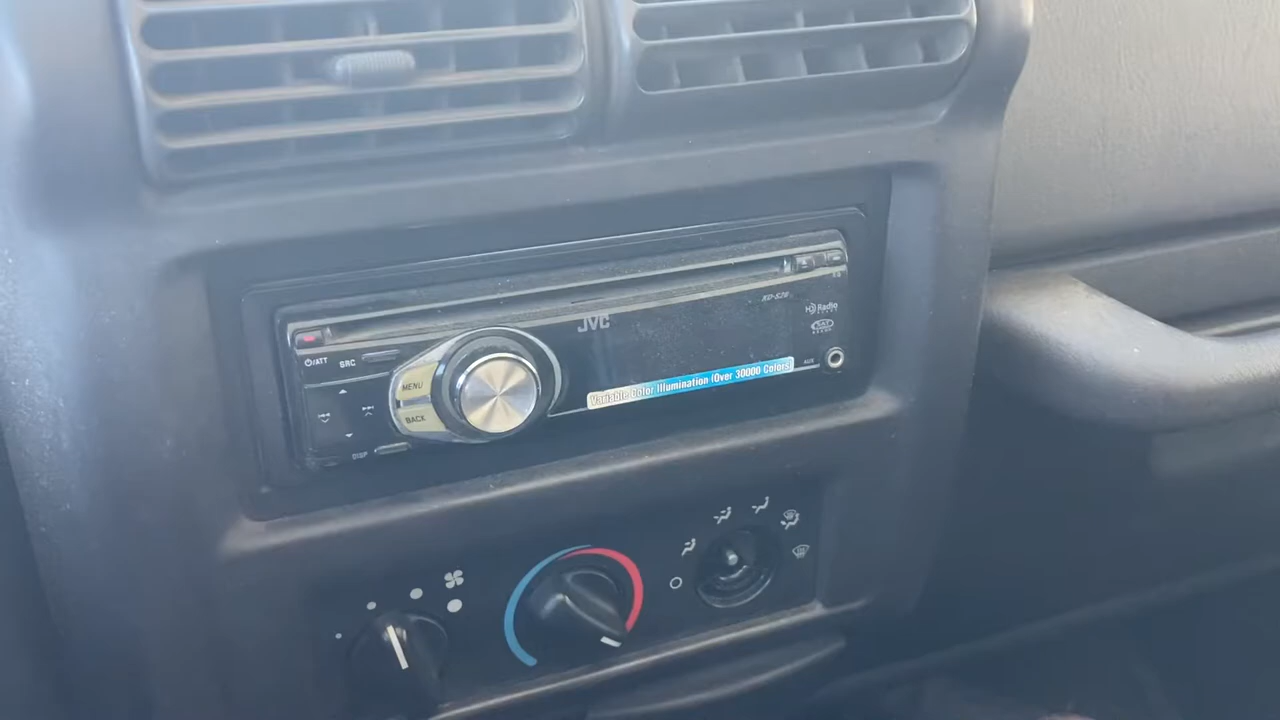 KD-S26
HD Radio
JVC
SAT
⏻/ATT
SRC
MENU
AUX
Variable Color Illumination (Over 30000 Colors)
BACK
DISP